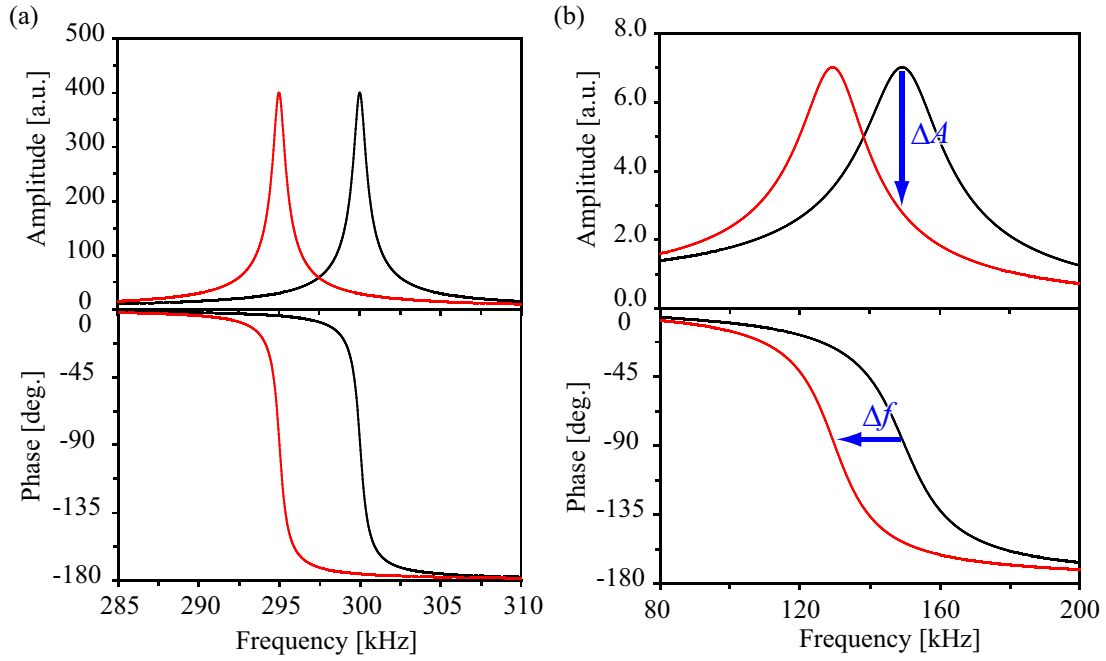 (a)
500
400
300
200
100
0
Amplitude [a.u.]
0
-45
-90
-135
-180
Phase [deg.]
285 290 295 300 305 310
Frequency [kHz]
(b)
8.0
6.0
4.0
2.0
0.0
Amplitude [a.u.]
ΔA
0
-45
-90
-135
-180
Phase [deg.]
Δf
80 120 160 200
Frequency [kHz]